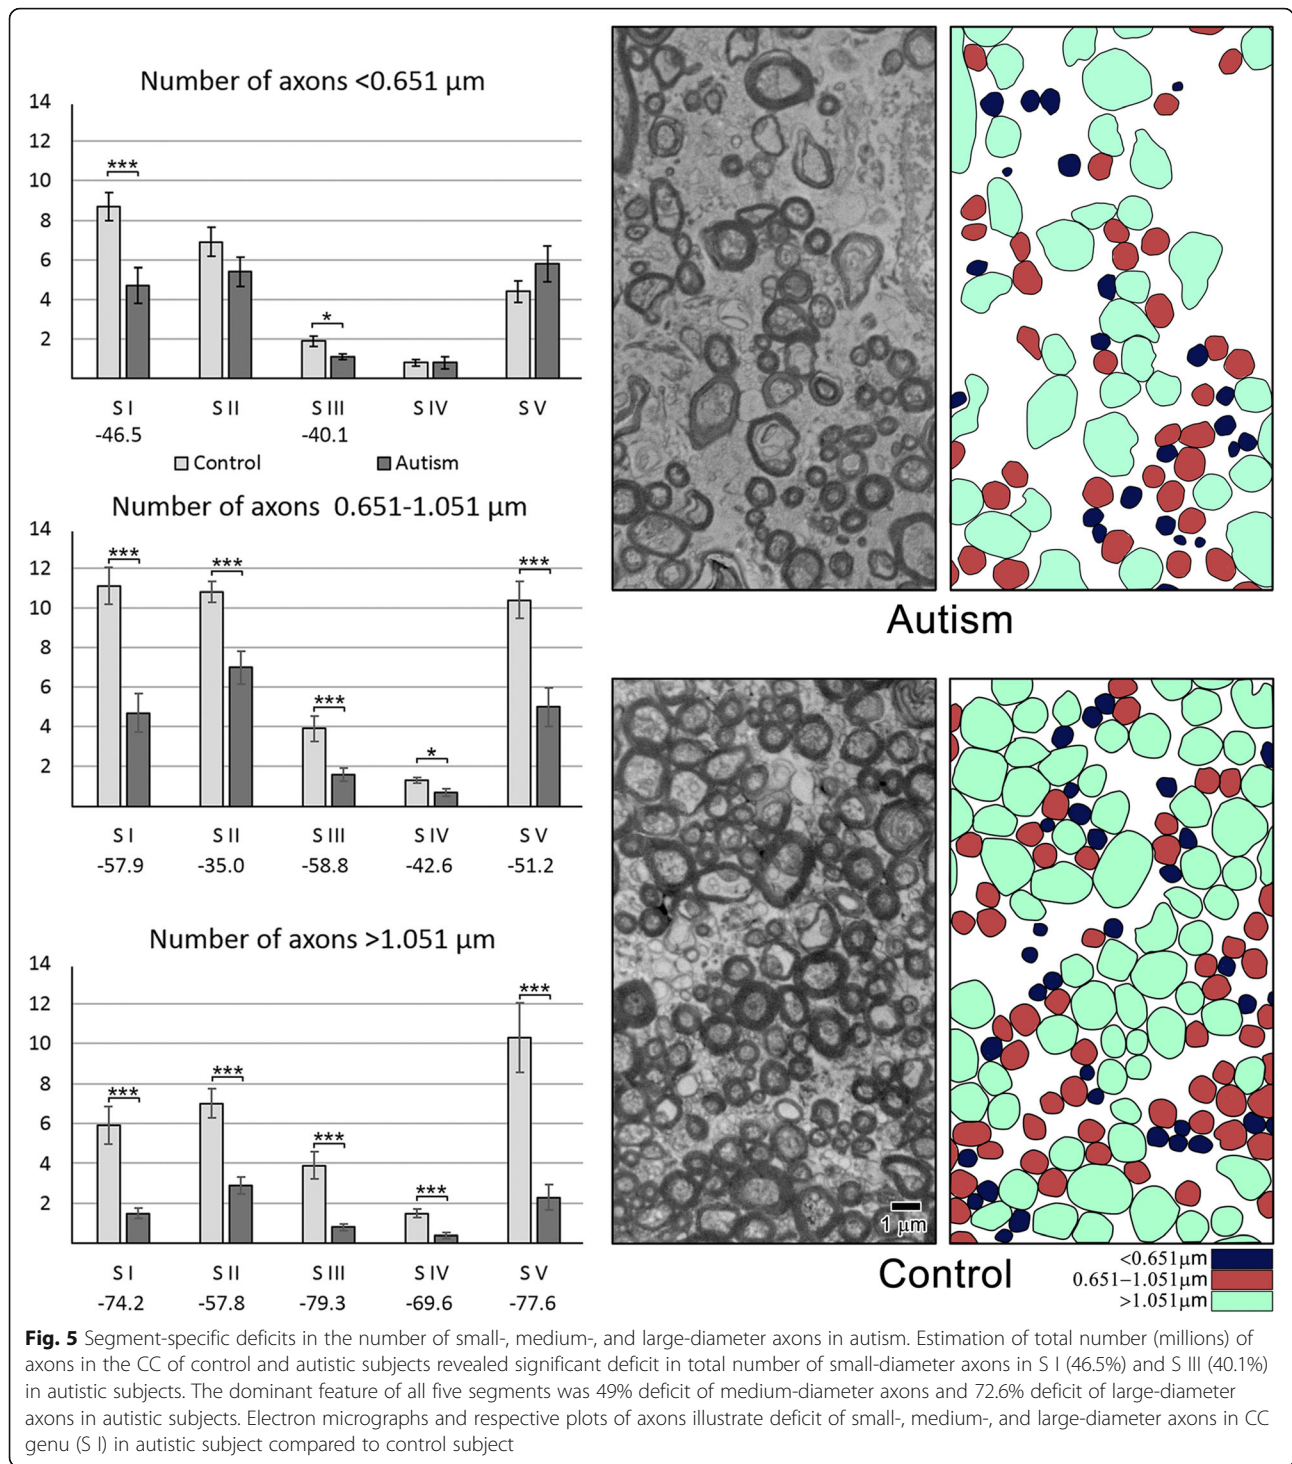 Number of axons <0.651 µm
14
12
10
8
6
4
2
***
*
S I S II S III S IV S V
-46.5 -40.1
Control Autism
Number of axons 0.651-1.051 µm
14
12
10
8
6
4
2
***
***
***
*
***
S I S II S III S IV S V
-57.9 -35.0 -58.8 -42.6 -51.2
Number of axons >1.051 µm
14
12
10
8
6
4
2
***
***
***
***
***
S I S II S III S IV S V
-74.2 -57.8 -79.3 -69.6 -77.6
Autism
1 µm
Control
<0.651µm
0.651–1.051µm
>1.051µm
Fig. 5 Segment-specific deficits in the number of small-, medium-, and large-diameter axons in autism. Estimation of total number (millions) of
axons in the CC of control and autistic subjects revealed significant deficit in total number of small-diameter axons in S I (46.5%) and S III (40.1%)
in autistic subjects. The dominant feature of all five segments was 49% deficit of medium-diameter axons and 72.6% deficit of large-diameter
axons in autistic subjects. Electron micrographs and respective plots of axons illustrate deficit of small-, medium-, and large-diameter axons in CC
genu (S I) in autistic subject compared to control subject